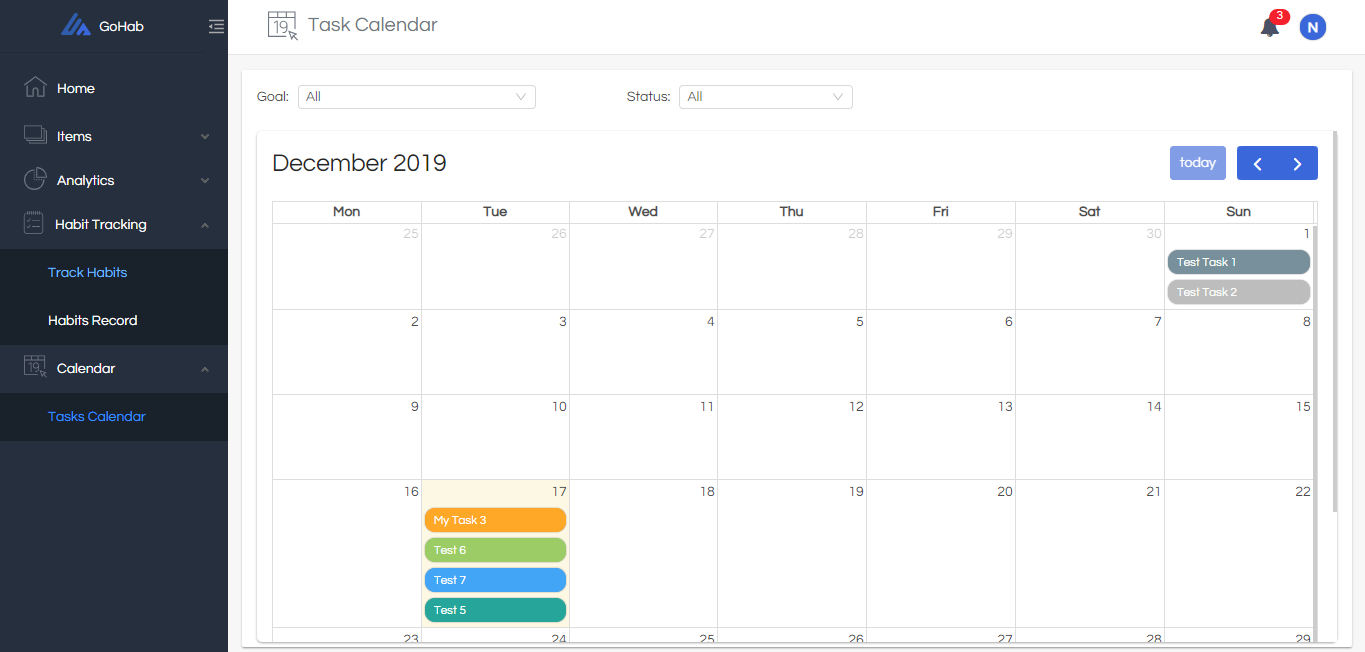 GoHab
Home
Items
Analytics
Habit Tracking
Track Habits
Habits Record
19
Calendar
Tasks Calendar
19
Task Calendar
3
N
Goal:
All
Status:
All
December 2019
today
Mon Tue Wed Thu Fri Sat Sun
25 26 27 28 29 30 1
Test Task 1
Test Task 2
2 3 4 5 6 7 8
9 10 11 12 13 14 15
16 17 18 19 20 21 22
My Task 3
Test 6
Test 7
Test 5
23 24 25 26 27 28 29